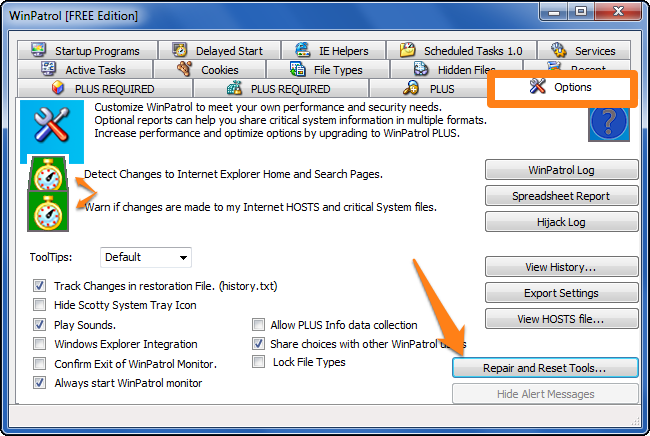 WinPatrol [FREE Edition]
Startup Programs
Delayed Start
IE Helpers
Scheduled Tasks 1.0
Services
Active Tasks
Cookies
File Types
Hidden Files
Recent
PLUS REQUIRED
PLUS REQUIRED
PLUS
Options
Customize WinPatrol to meet your own performance and security needs.
Optional reports can help you share critical system information in multiple formats.
Increase performance and optimize options by upgrading to WinPatrol PLUS.
Detect Changes to Internet Explorer Home and Search Pages.
Warn if changes are made to my Internet HOSTS and critical System files.
WinPatrol Log
Spreadsheet Report
Hijack Log
ToolTips:
Default
Track Changes in restoration File. (history.txt)
Hide Scotty System Tray Icon
Play Sounds.
Windows Explorer Integration
Confirm Exit of WinPatrol Monitor.
Always start WinPatrol monitor
Allow PLUS Info data collection
Share choices with other WinPatrol
Lock File Types
View History...
Export Settings
View HOSTS file...
Repair and Reset Tools...
Hide Alert Messages